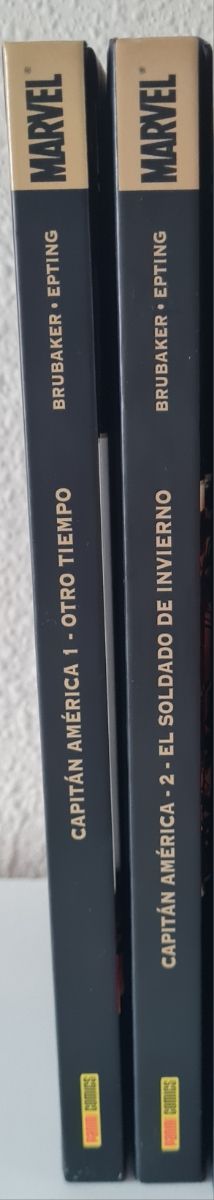 MARVEL
BRUBAKER • EPTING
CAPITÁN AMÉRICA 1 - OTRO TIEMPO
Panini comics
MARVEL
BRUBAKER • EPTING
CAPITÁN AMÉRICA - 2 - EL SOLDADO DE INVIERNO
Panini comics